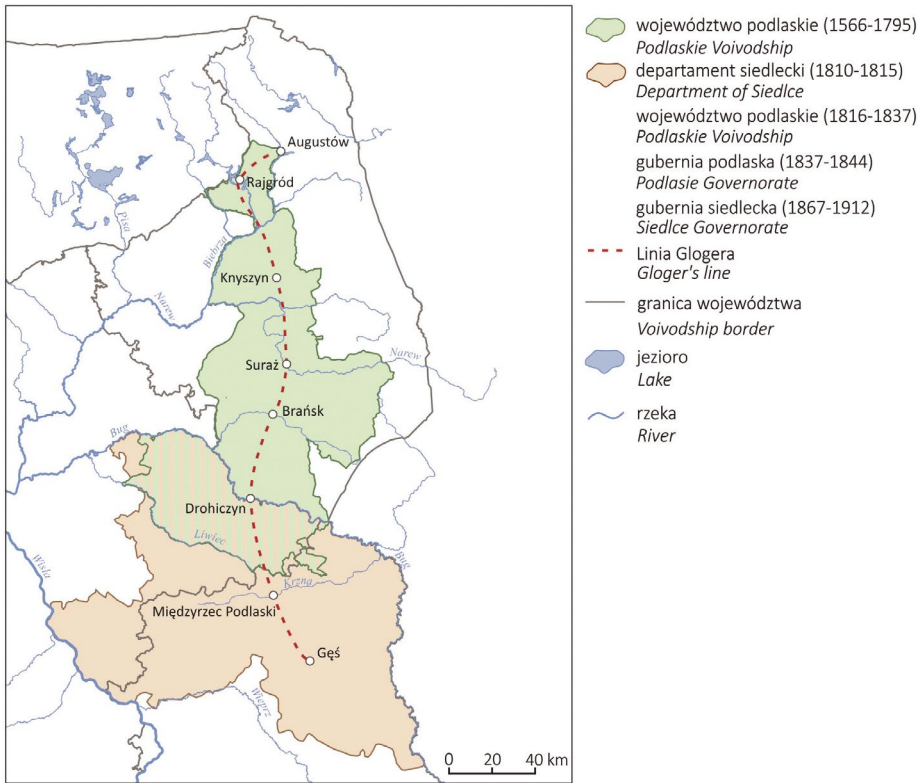 Augustów
Rajgród
Pisa
Biebrza
Knyszyn
Narew
Suraż
Narew
Brańsk
Bug
Drohiczyn
Liwiec
Wisła
Bug
Krzna
Międzyrzec Podlaski
Gęś
Wieprz
0 20 40 km
województwo podlaskie (1566-1795)
Podlaskie Voivodship
departament siedlecki (1810-1815)
Department of Siedlce
województwo podlaskie (1816-1837)
Podlaskie Voivodship
gubernia podlaska (1837-1844)
Podlasie Governorate
gubernia siedlecka (1867-1912)
Siedlce Governorate
Linia Glogera
Gloger's line
granica województwa
Voivodship border
jezioro
Lake
rzeka
River